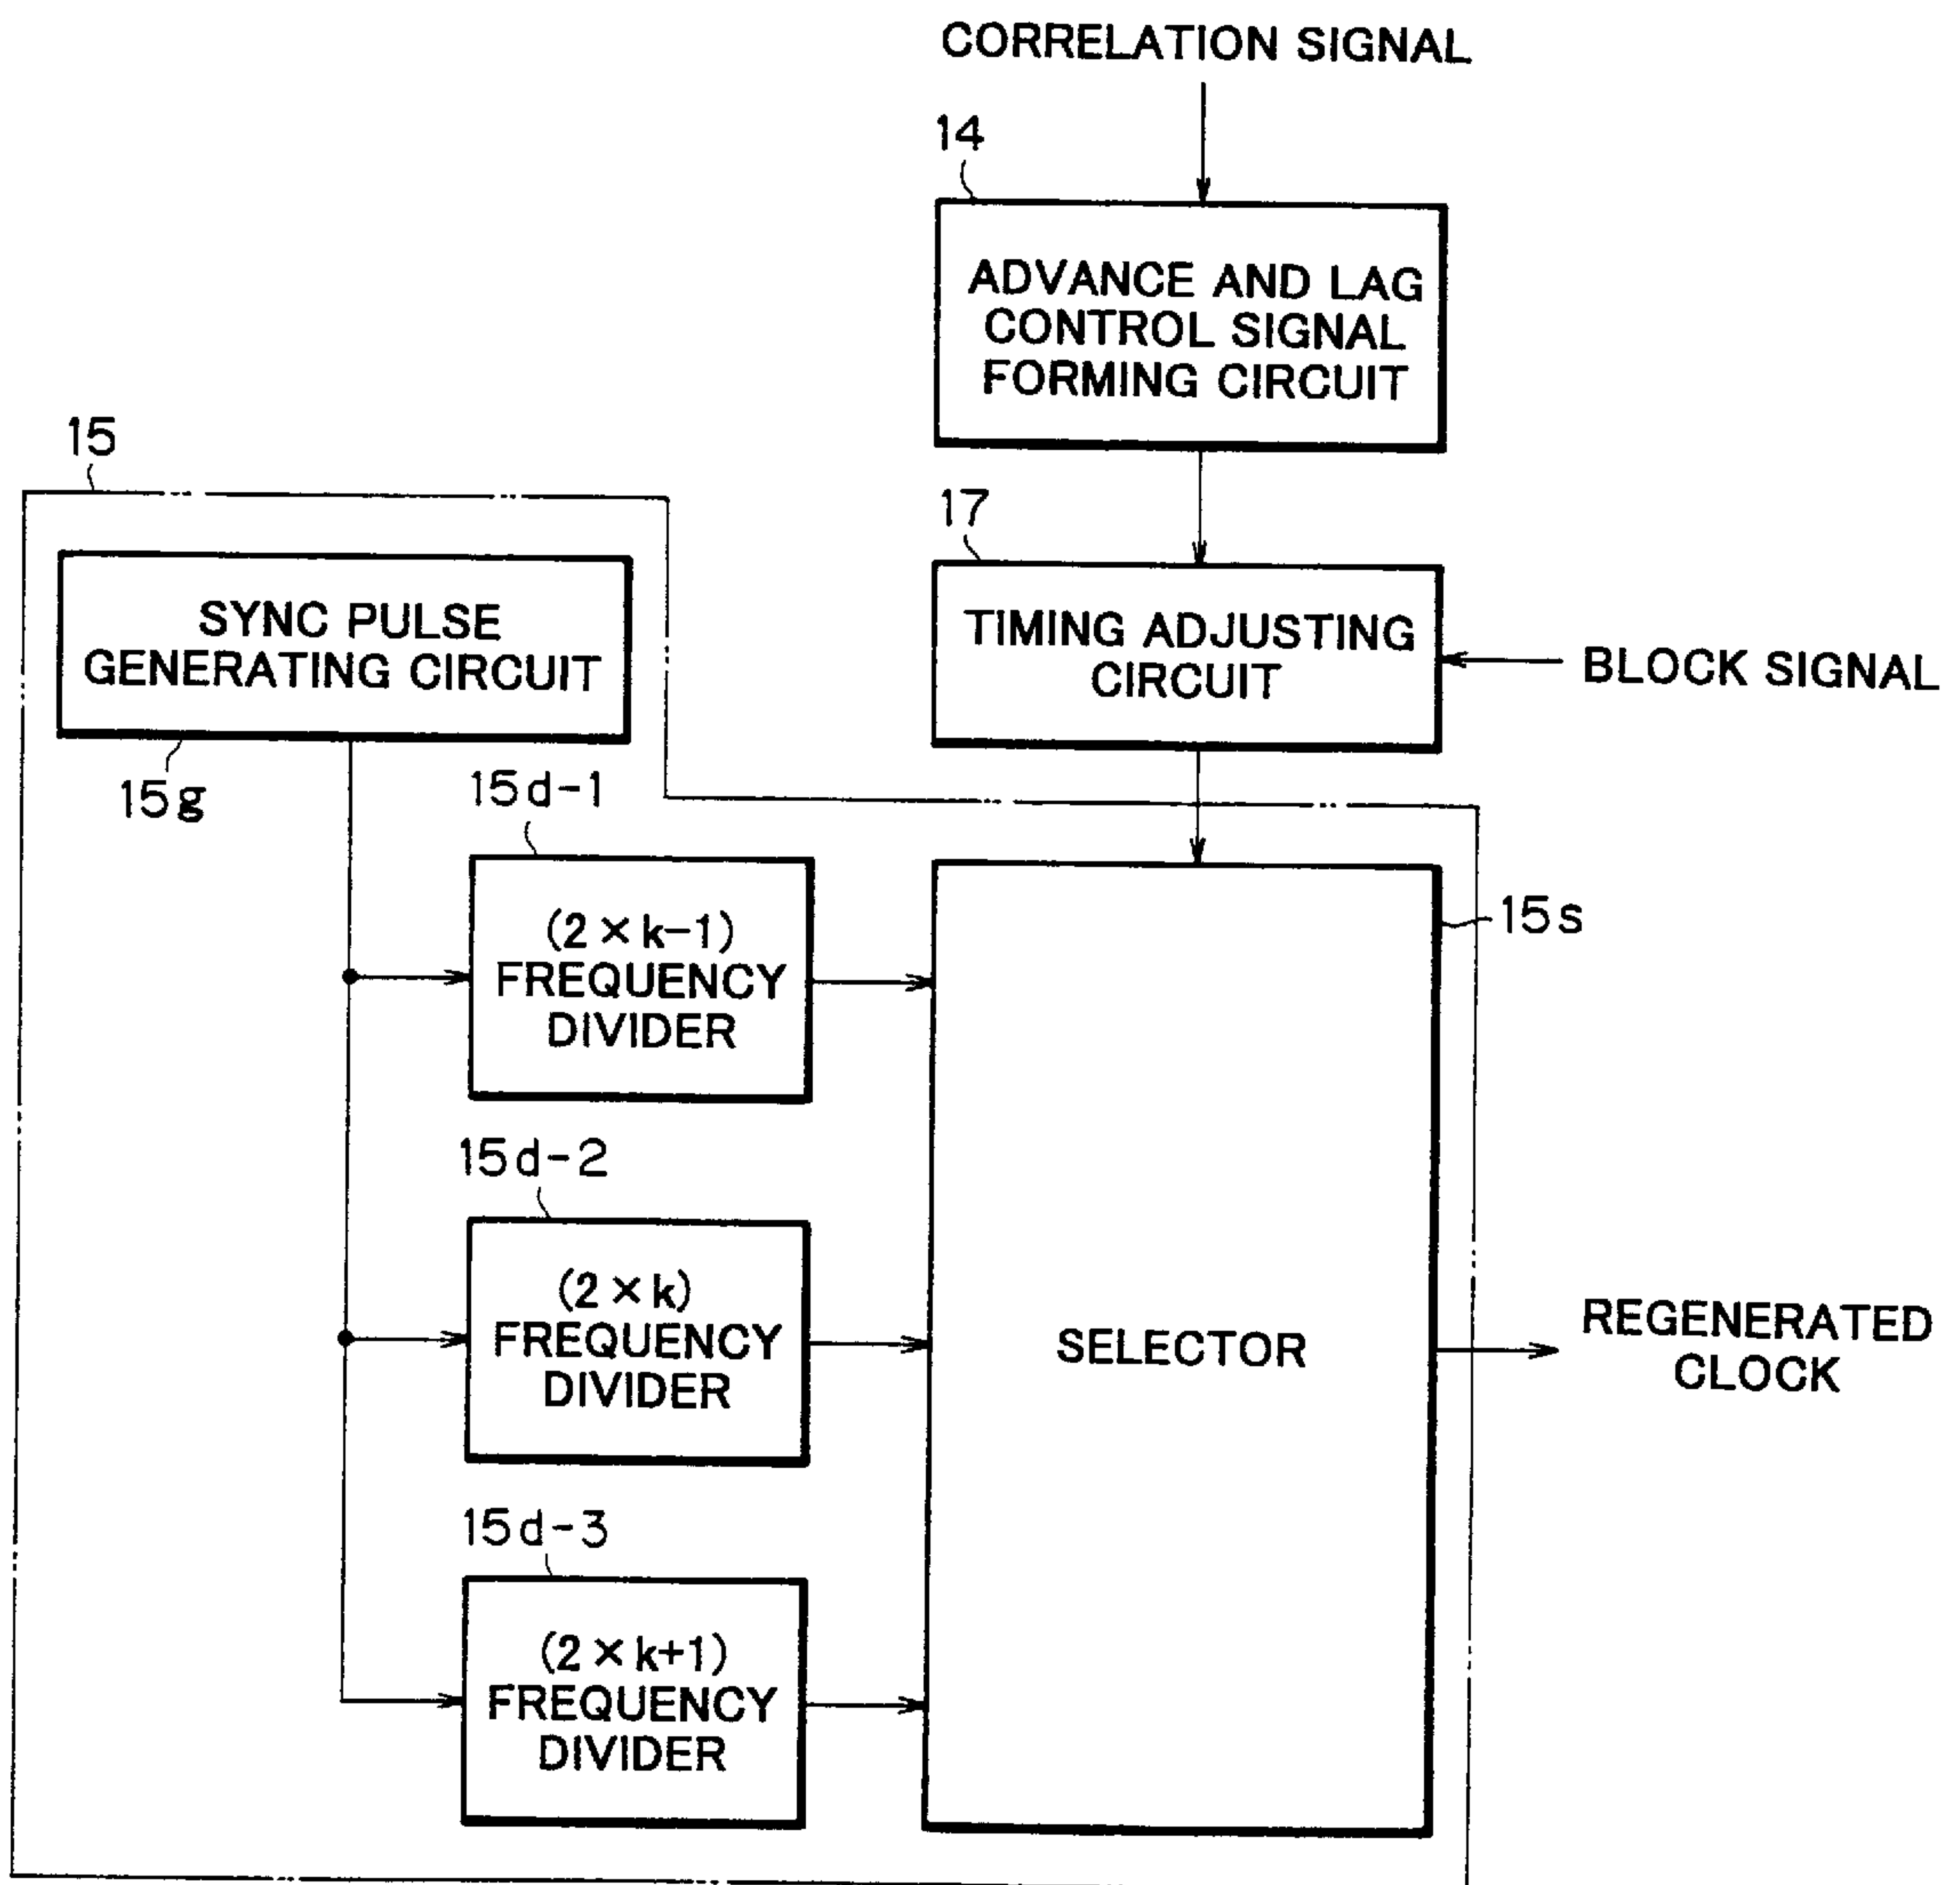 CORRELATION SIGNAL
14
ADVANCE AND LAG
CONTROL SIGNAL
FORMING CIRCUIT
15
17
SYNC PULSE
GENERATING CIRCUIT
TIMING ADJUSTING
CIRCUIT
BLOCK SIGNAL
15g
15d-1
(2×k-1)
FREQUENCY
DIVIDER
15s
15d-2
(2×k)
FREQUENCY
DIVIDER
SELECTOR
REGENERATED
CLOCK
15d-3
(2×k+1)
FREQUENCY
DIVIDER